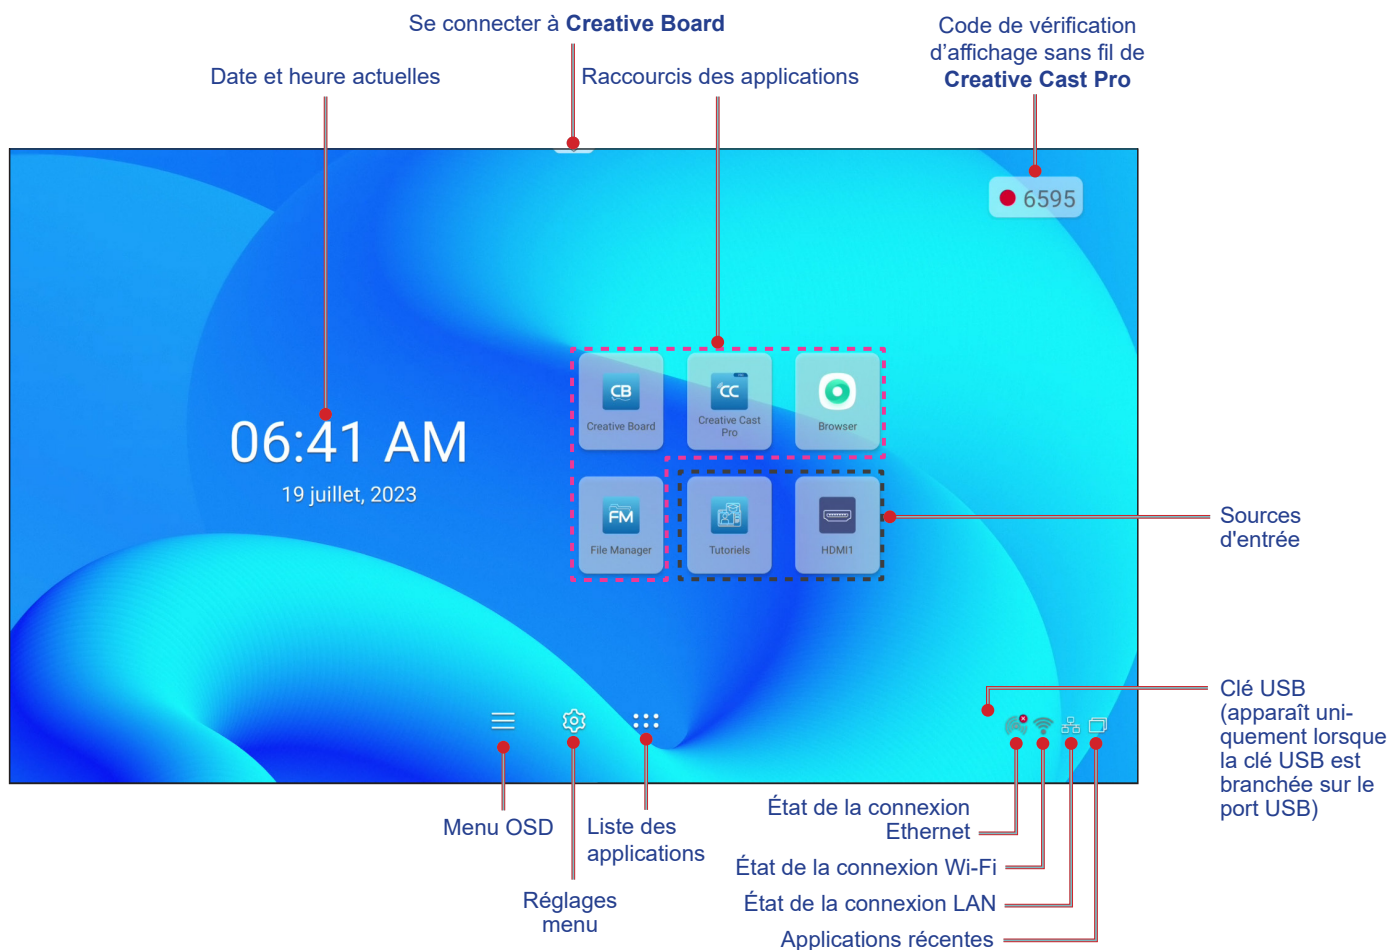 Se connecter à Creative Board
Code de vérification
d’affichage sans fil de
Creative Cast Pro
Date et heure actuelles
Raccourcis des applications
6595
CB
Creative Board
CC
Creative Cast
Pro
Browser
06:41 AM
19 juillet, 2023
FM
File Manager
Tutoriels
HDMI1
Sources
d'entrée
Clé USB
(apparaît uni-
quement lorsque
la clé USB est
branchée sur le
port USB)
Menu OSD
Réglages
menu
Liste des
applications
État de la connexion
Ethernet
État de la connexion Wi-Fi
État de la connexion LAN
Applications récentes